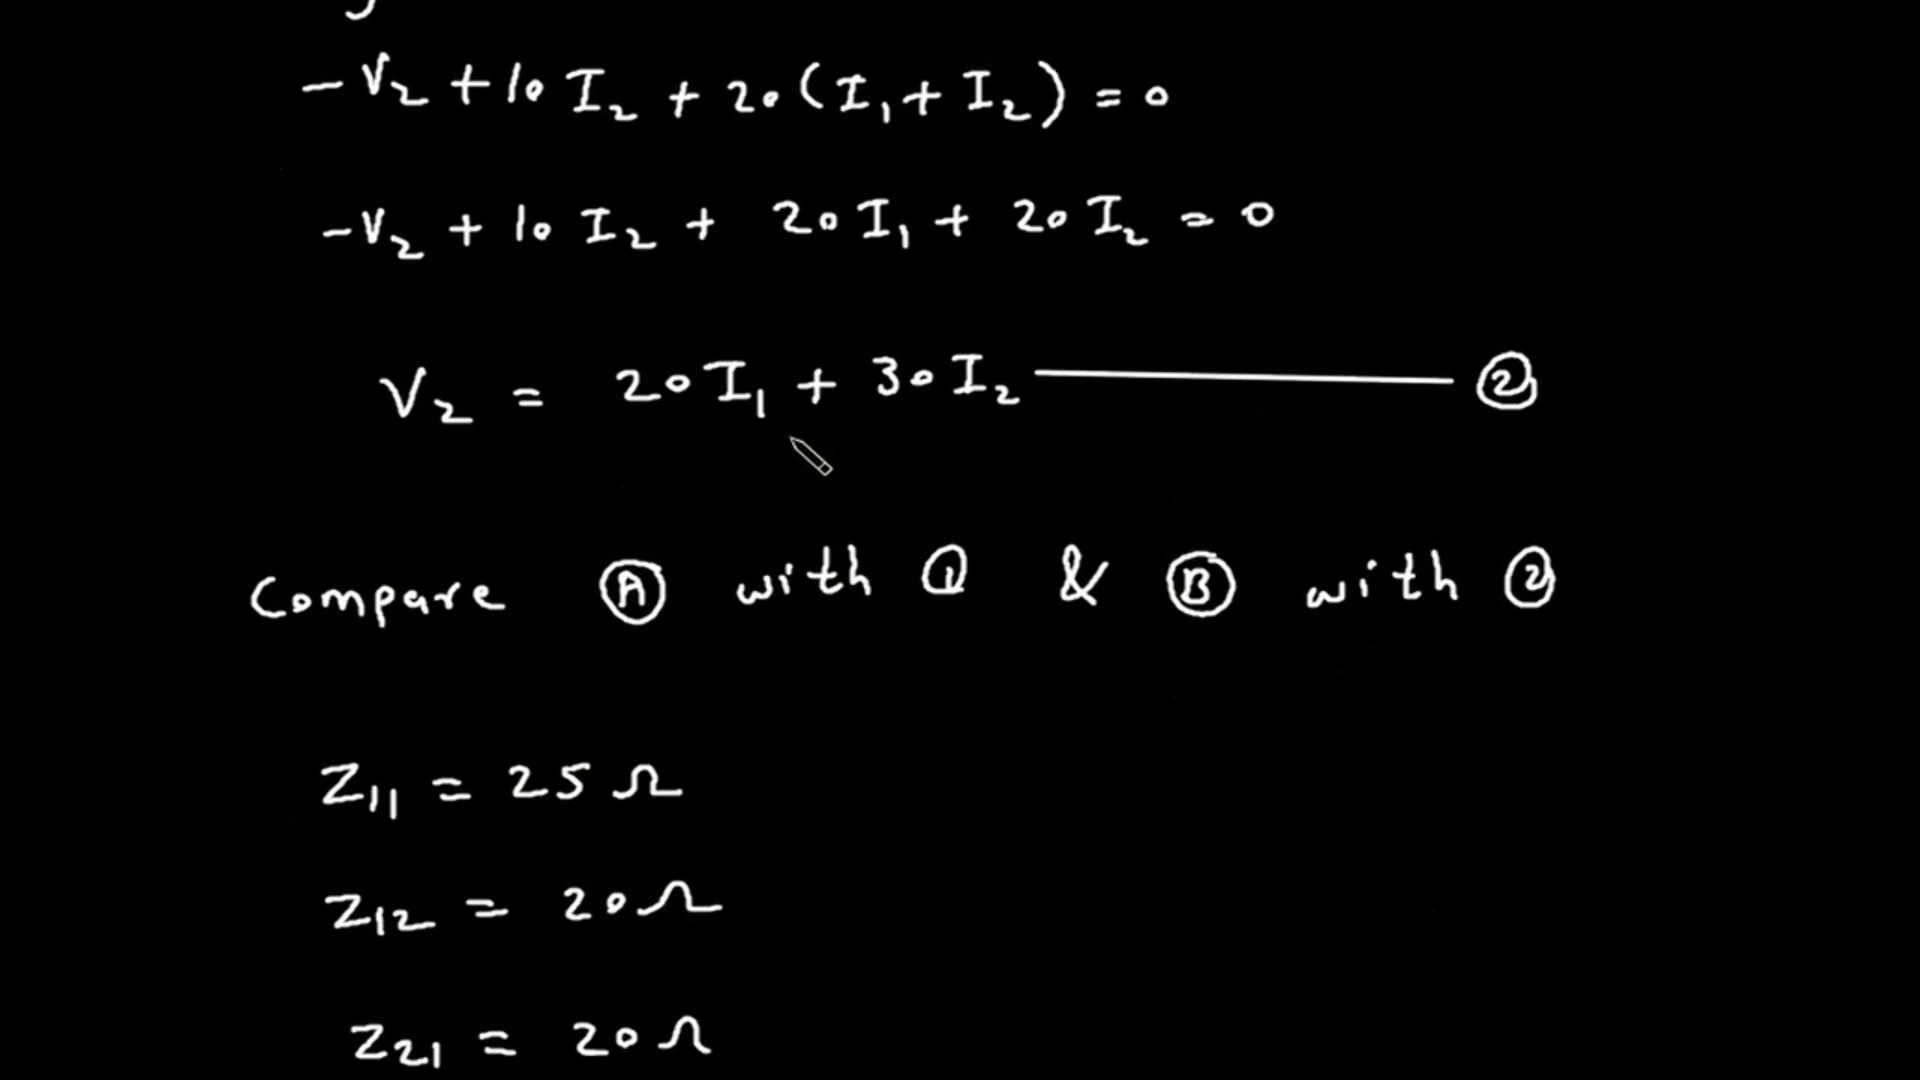 -V₂ + 10 I₂ + 20 (I₁ + I₂) = 0
-V₂ + 10 I₂ + 20 I₁ + 20 I₂ = 0
V₂ = 20 I₁ + 30 I₂ ——— ②
Compare Ⓐ with ① & Ⓑ with ②
Z₁₁ = 25 Ω
Z₁₂ = 20 Ω
Z₂₁ = 20 Ω